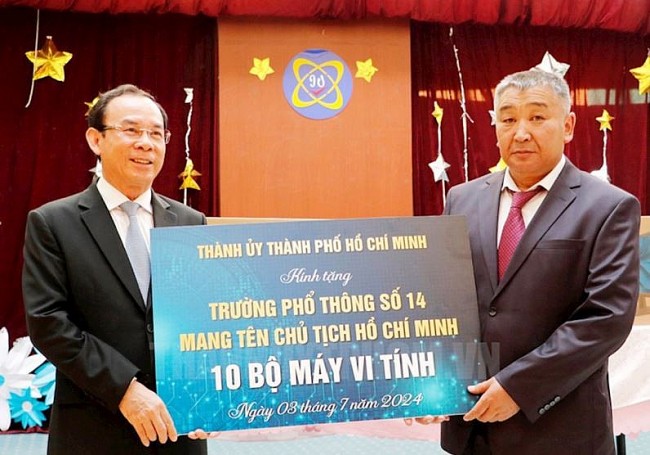 THÀNH ỦY THÀNH PHỐ HỒ CHÍ MINH
Kính tặng
TRƯỜNG PHỔ THÔNG SỐ 14
MANG TÊN CHỦ TỊCH HỒ CHÍ MINH
10 BỘ MÁY VI TÍNH
Ngày 03 tháng 7 năm 2024